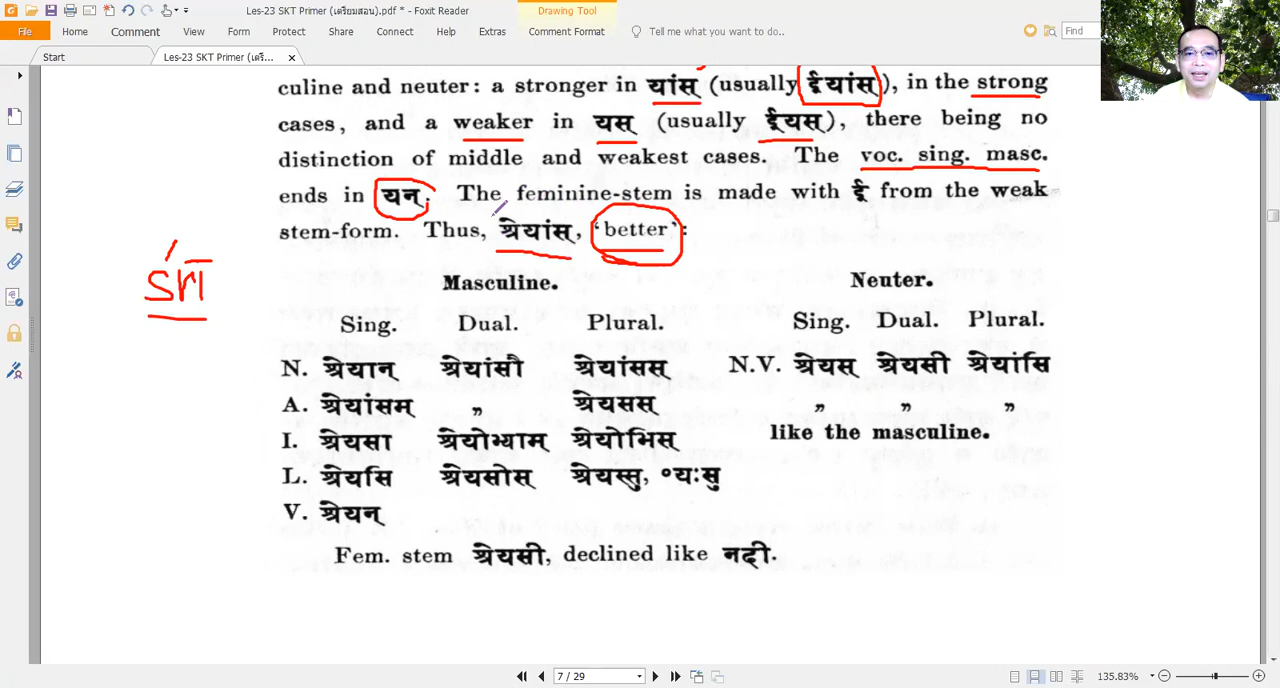 Les-23 SKT Primer (เตรียมสอน).pdf * - Foxit Reader
Drawing Tool
File Home Comment View Form Protect Share Connect Help Extras Comment Format Tell me what you want to do.. Find
Start Les-23 SKT Primer (เตรี...
culine and neuter: a stronger in यांस् (usually ईयांस्), in the strong
cases, and a weaker in यस् (usually ईयस्), there being no
distinction of middle and weakest cases. The voc. sing. masc.
ends in यन्. The feminine-stem is made with ई from the weak
stem-form. Thus, श्रेयांस्, ‘better’:
Masculine. Neuter.
Sing. Dual. Plural. Sing. Dual. Plural.
N. श्रेयान् श्रेयांसौ श्रेयांसस् N.V. श्रेयस् श्रेयसी श्रेयांसि
A. श्रेयांसम् „ श्रेयसस् „ „ „
I. श्रेयसा श्रेयोभ्याम् श्रेयोभिस् like the masculine.
L. श्रेयसि श्रेयसोस् श्रेयस्सु, °यःसु
V. श्रेयन्
Fem. stem श्रेयसी, declined like नदी.
7 / 29 135.83%